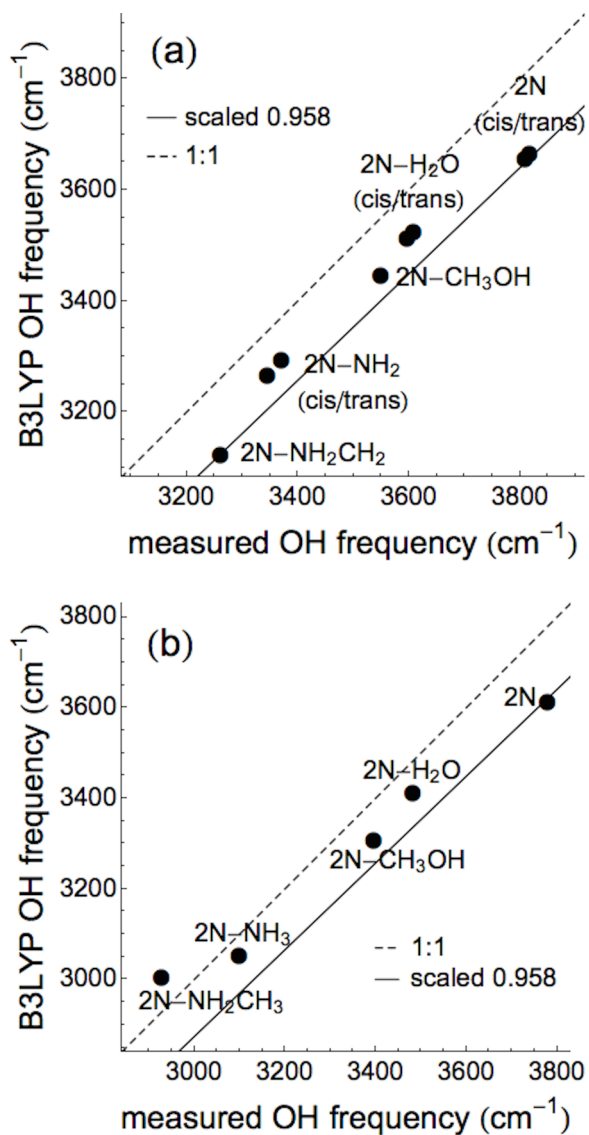 (a)
B3LYP OH frequency (cm⁻¹)
3800
3600
3400
3200
scaled 0.958
1:1
2N
(cis/trans)
2N–H₂O
(cis/trans)
2N–CH₃OH
2N–NH₂
(cis/trans)
2N–NH₂CH₂
3200 3400 3600 3800
measured OH frequency (cm⁻¹)
(b)
B3LYP OH frequency (cm⁻¹)
3800
3600
3400
3200
3000
2N
2N–H₂O
2N–CH₃OH
2N–NH₃
2N–NH₂CH₃
1:1
scaled 0.958
3000 3200 3400 3600 3800
measured OH frequency (cm⁻¹)